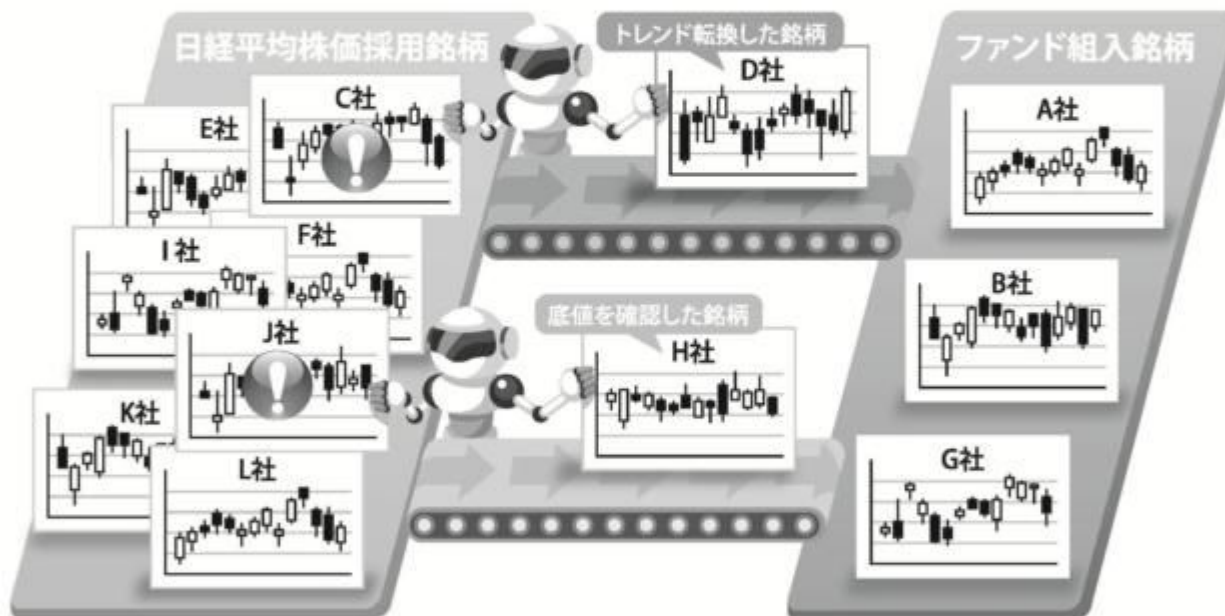 日経平均株価採用銘柄
トレンド転換した銘柄
ファンド組入銘柄
C社
D社
A社
E社
I社
F社
B社
J社
底値を確認した銘柄
H社
K社
L社
G社